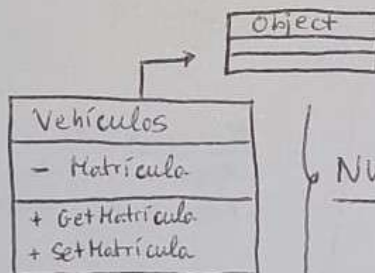 Object
Vehículos
- Matrícula
+ GetMatrícula
+ SetMatrícula